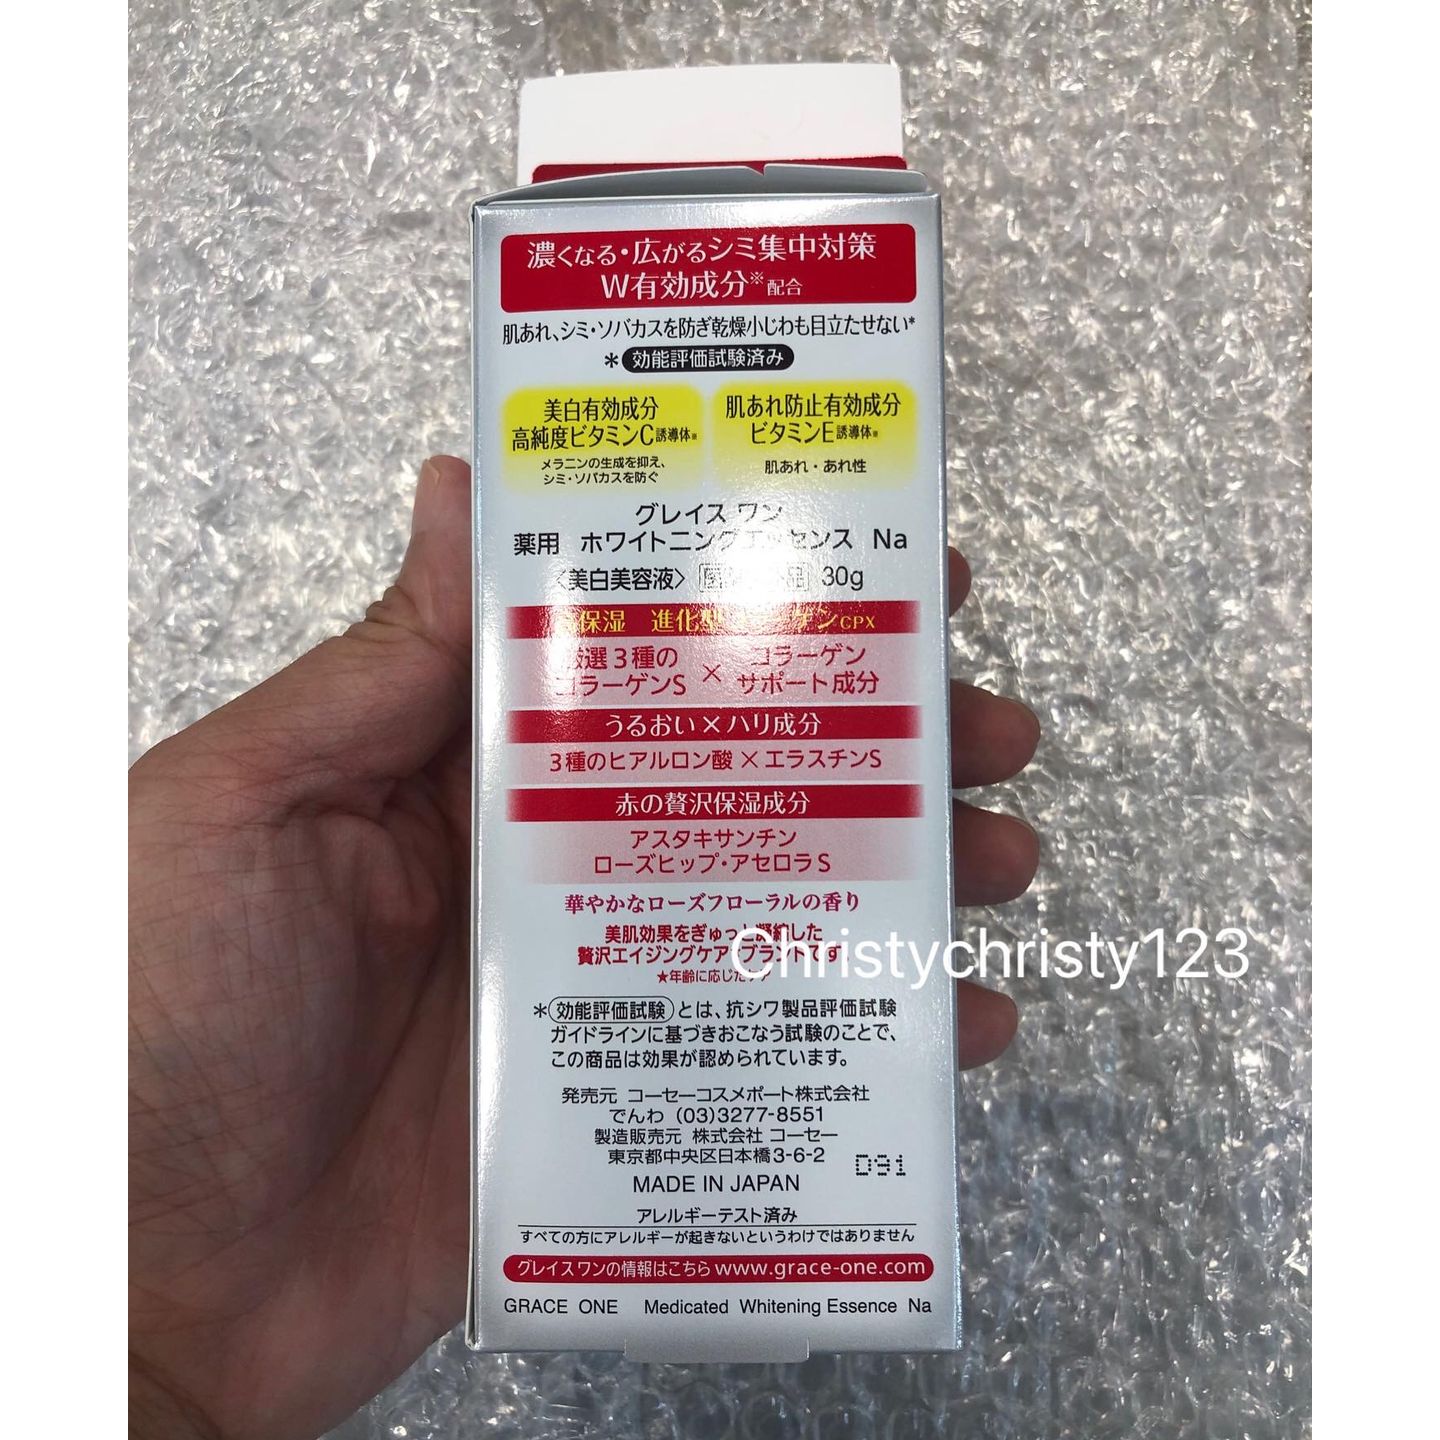 濃くなる・広がるシミ集中対策
W有効成分※配合
肌あれ、シミ・ソバカスを防ぎ乾燥小じわも目立たせない*
*効能評価試験済み
美白有効成分
高純度ビタミンC誘導体※
メラニンの生成を抑え、
シミ・ソバカスを防ぐ
肌あれ防止有効成分
ビタミンE誘導体※
肌あれ・あれ性
グレイス ワン
薬用 ホワイトニングエッセンス Na
〈美白美容液〉 30g
保湿 進化型 CPX
厳選3種の
コラーゲンS
×
コラーゲン
サポート成分
うるおい×ハリ成分
3種のヒアルロン酸×エラスチンS
赤の贅沢保湿成分
アスタキサンチン
ローズヒップ・アセロラS
華やかなローズフローラルの香り
美肌効果をぎゅっと凝縮した
贅沢エイジングケア★ブランドです。
★年齢に応じたケア
Christychristy123
*効能評価試験とは、抗シワ製品評価試験
ガイドラインに基づきおこなう試験のことで、
この商品は効果が認められています。
発売元 コーセーコスメポート株式会社
でんわ (03)3277-8551
製造販売元 株式会社 コーセー
東京都中央区日本橋3-6-2
D91
MADE IN JAPAN
アレルギーテスト済み
すべての方にアレルギーが起きないというわけではありません
グレイス ワンの情報はこちら www.grace-one.com
GRACE ONE Medicated Whitening Essence Na